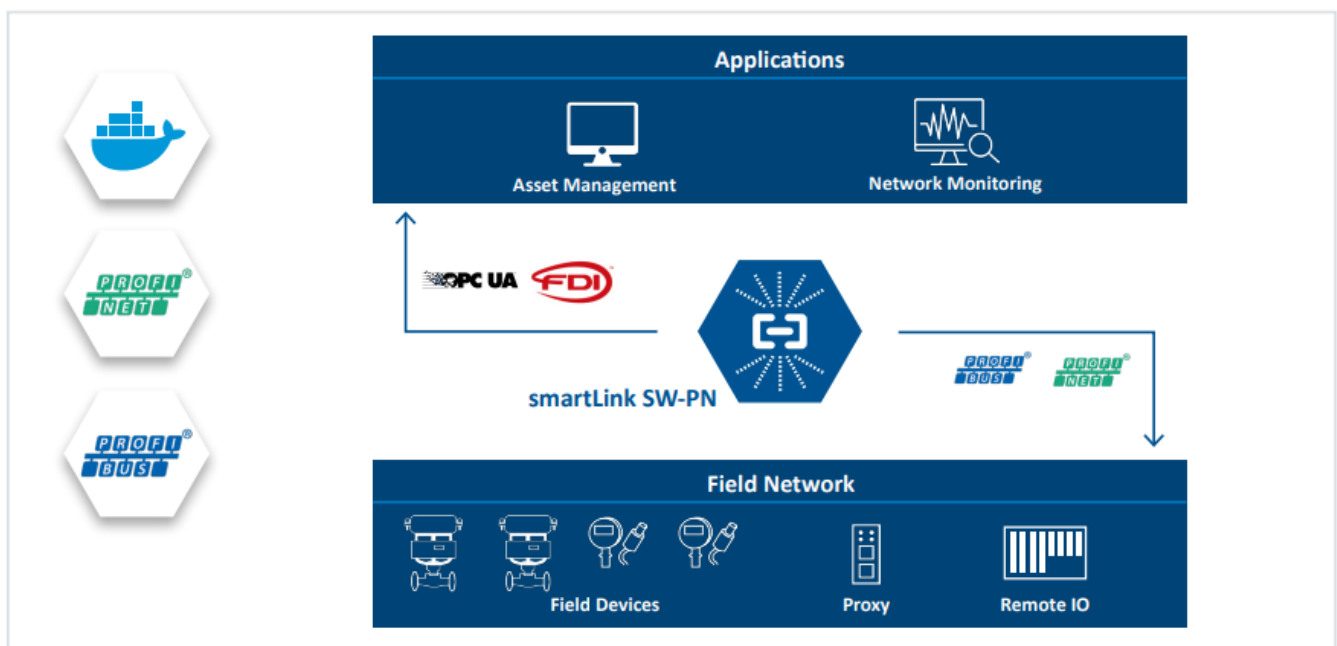 Applications
Asset Management
Network Monitoring
PROFI®
NET
PROFI®
BUS
OPC UA
FDI
smartLink SW-PN
PROFI®
BUS
PROFI®
NET
Field Network
Field Devices
Proxy
Remote IO